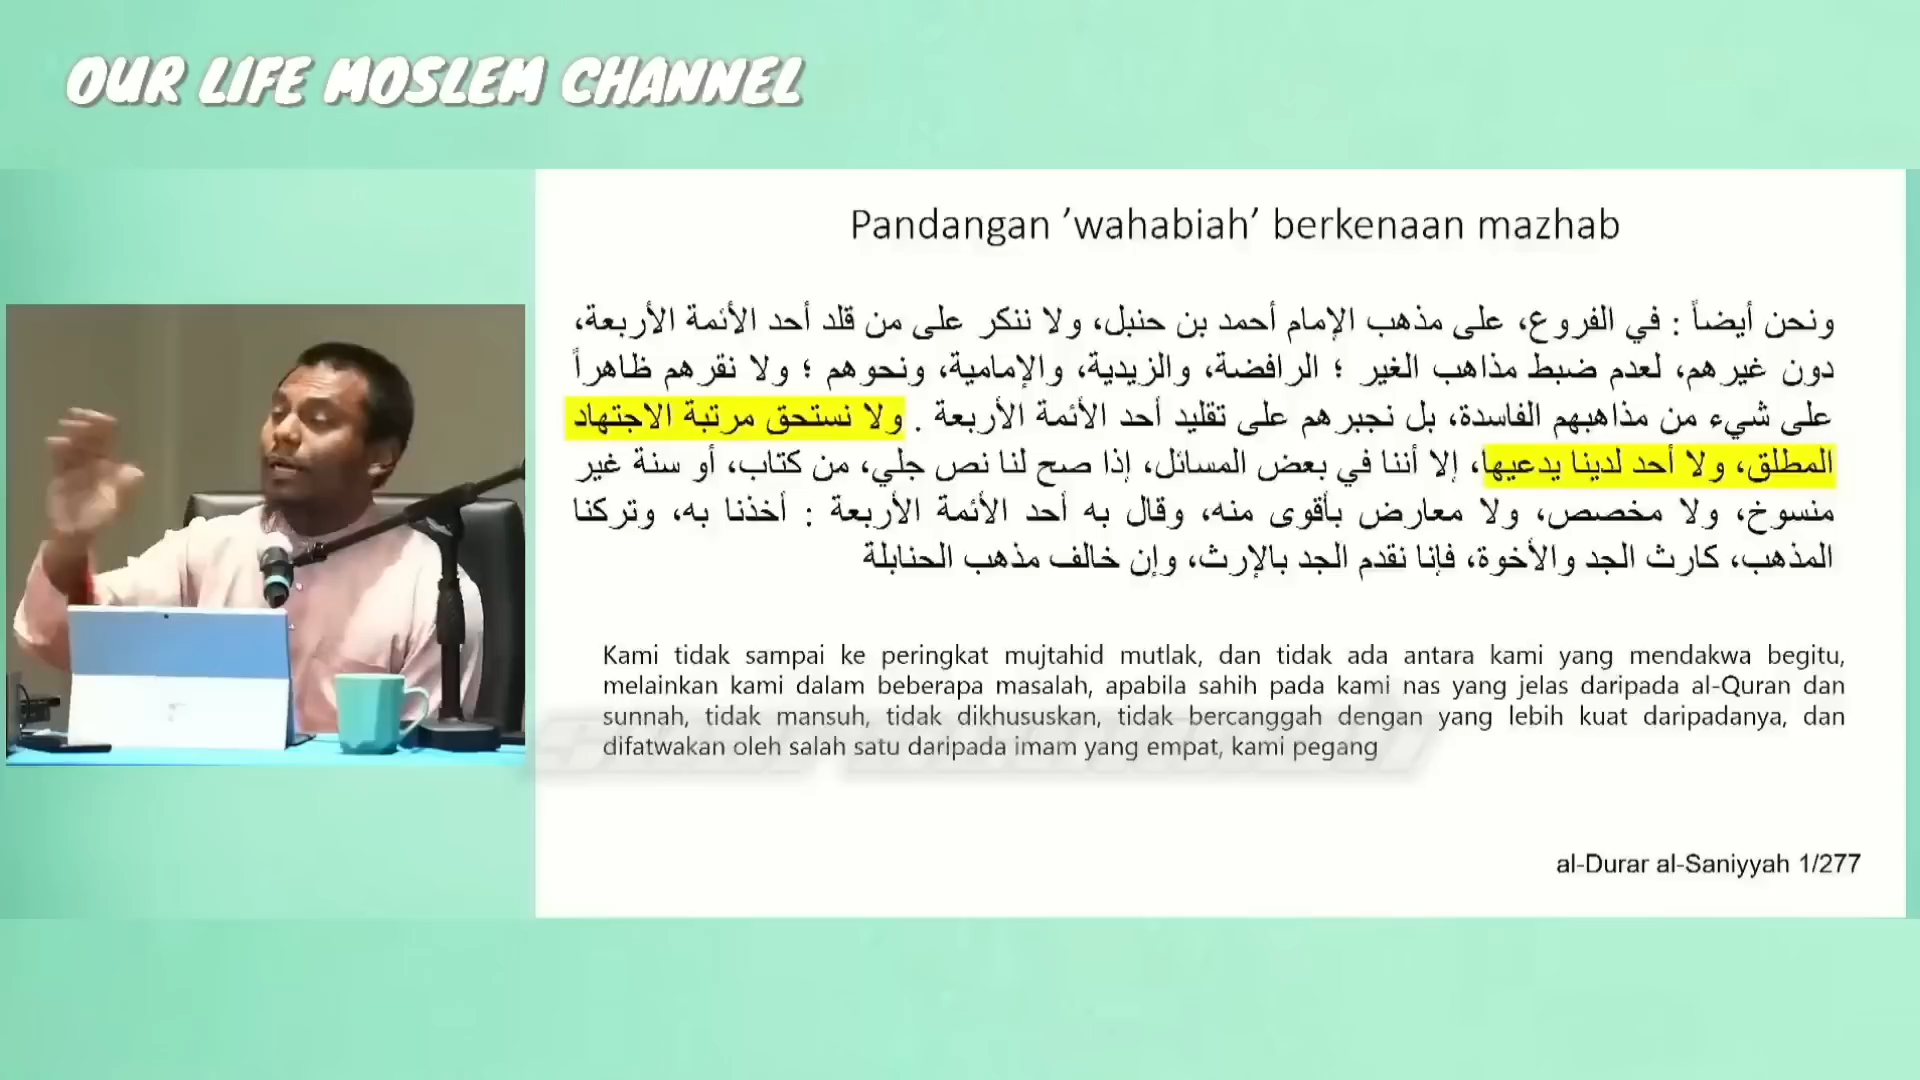 OUR LIFE MOSLEM CHANNEL
Pandangan ’wahabiah’ berkenaan mazhab
ونحن أيضاً : في الفروع، على مذهب الإمام أحمد بن حنبل، ولا ننكر على من قلد أحد الأئمة الأربعة،
دون غيرهم، لعدم ضبط مذاهب الغير ؛ الرافضة، والزيدية، والإمامية، ونحوهم ؛ ولا نقرهم ظاهراً
على شيء من مذاهبهم الفاسدة، بل نجبرهم على تقليد أحد الأئمة الأربعة . ولا نستحق مرتبة الاجتهاد
المطلق، ولا أحد لدينا يدعيها، إلا أننا في بعض المسائل، إذا صح لنا نص جلي، من كتاب، أو سنة غير
منسوخ، ولا مخصص، ولا معارض بأقوى منه، وقال به أحد الأئمة الأربعة : أخذنا به، وتركنا
المذهب، كارث الجد والأخوة، فإنا نقدم الجد بالإرث، وإن خالف مذهب الحنابلة
Kami tidak sampai ke peringkat mujtahid mutlak, dan tidak ada antara kami yang mendakwa begitu,
melainkan kami dalam beberapa masalah, apabila sahih pada kami nas yang jelas daripada al-Quran dan
sunnah, tidak mansuh, tidak dikhususkan, tidak bercanggah dengan yang lebih kuat daripadanya, dan
difatwakan oleh salah satu daripada imam yang empat, kami pegang
al-Durar al-Saniyyah 1/277